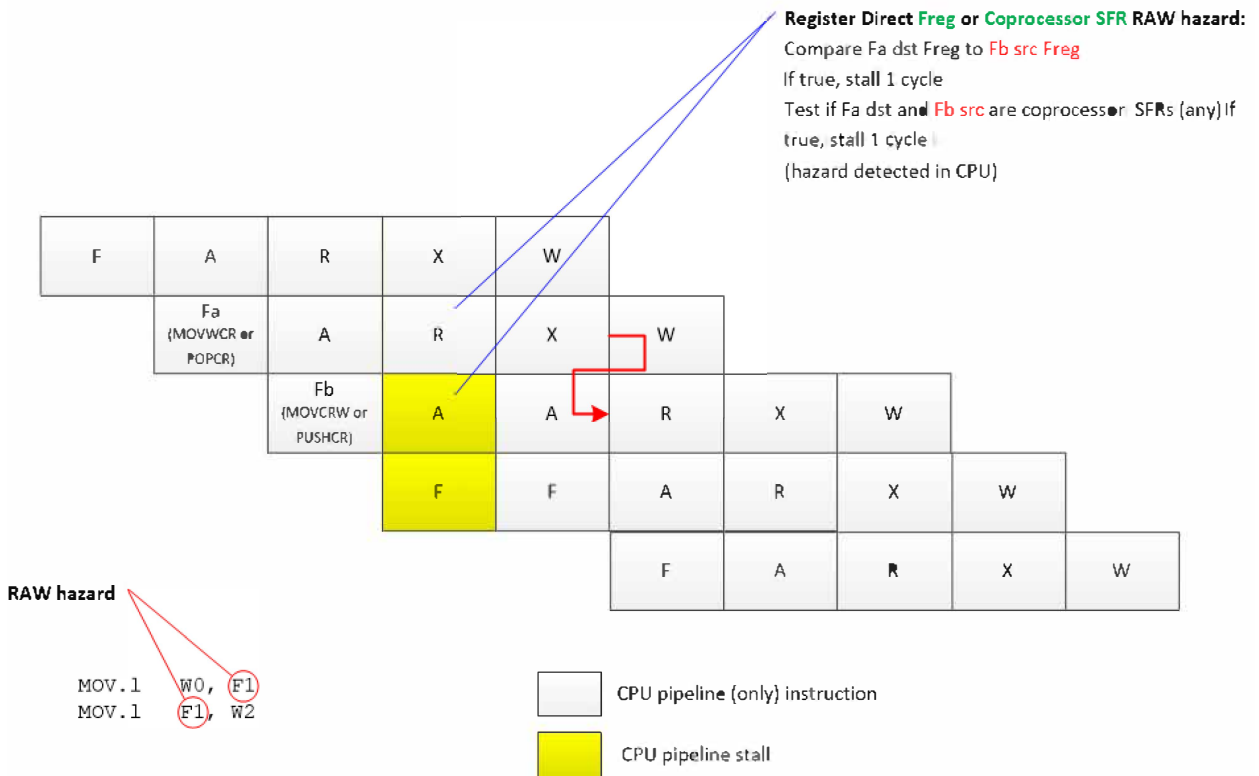 Register Direct Freg or Coprocessor SFR RAW hazard:
Compare Fa dst Freg to Fb src Freg
If true, stall 1 cycle
Test if Fa dst and Fb src are coprocessor SFRs (any) If
true, stall 1 cycle
(hazard detected in CPU)
F A R X W
Fa
(MOVWCR or
POPCR)
A R X W
Fb
(MOVCRW or
PUSHCR)
A A R X W
F F A R X W
F A R X W
RAW hazard
MOV.l W0, F1
MOV.l F1, W2
CPU pipeline (only) instruction
CPU pipeline stall